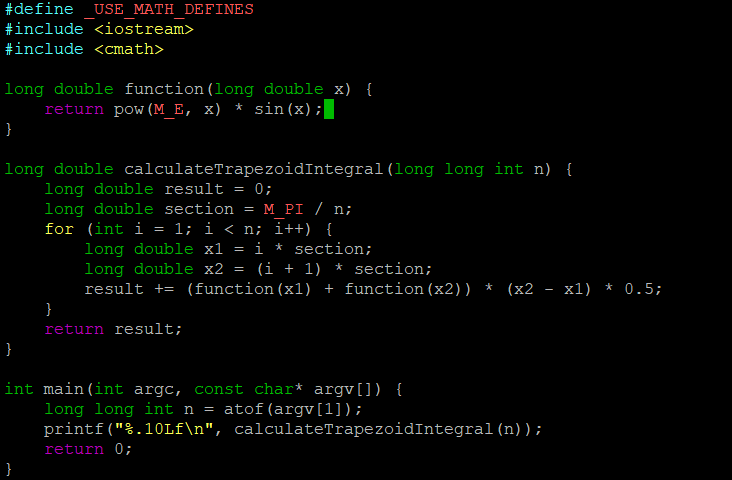 #define _USE_MATH_DEFINES
#include <iostream>
#include <cmath>

long double function(long double x) {
    return pow(M_E, x) * sin(x);
}

long double calculateTrapezoidIntegral(long long int n) {
    long double result = 0;
    long double section = M_PI / n;
    for (int i = 1; i < n; i++) {
        long double x1 = i * section;
        long double x2 = (i + 1) * section;
        result += (function(x1) + function(x2)) * (x2 - x1) * 0.5;
    }
    return result;
}

int main(int argc, const char* argv[]) {
    long long int n = atof(argv[1]);
    printf("%.10Lf\n", calculateTrapezoidIntegral(n));
    return 0;
}